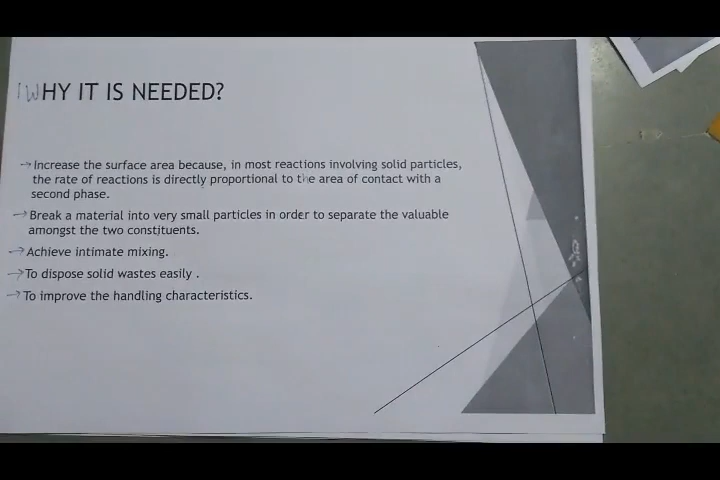 WHY IT IS NEEDED?
→Increase the surface area because, in most reactions involving solid particles,
the rate of reactions is directly proportional to the area of contact with a
second phase.
→Break a material into very small particles in order to separate the valuable
amongst the two constituents.
→Achieve intimate mixing.
→To dispose solid wastes easily .
→To improve the handling characteristics.